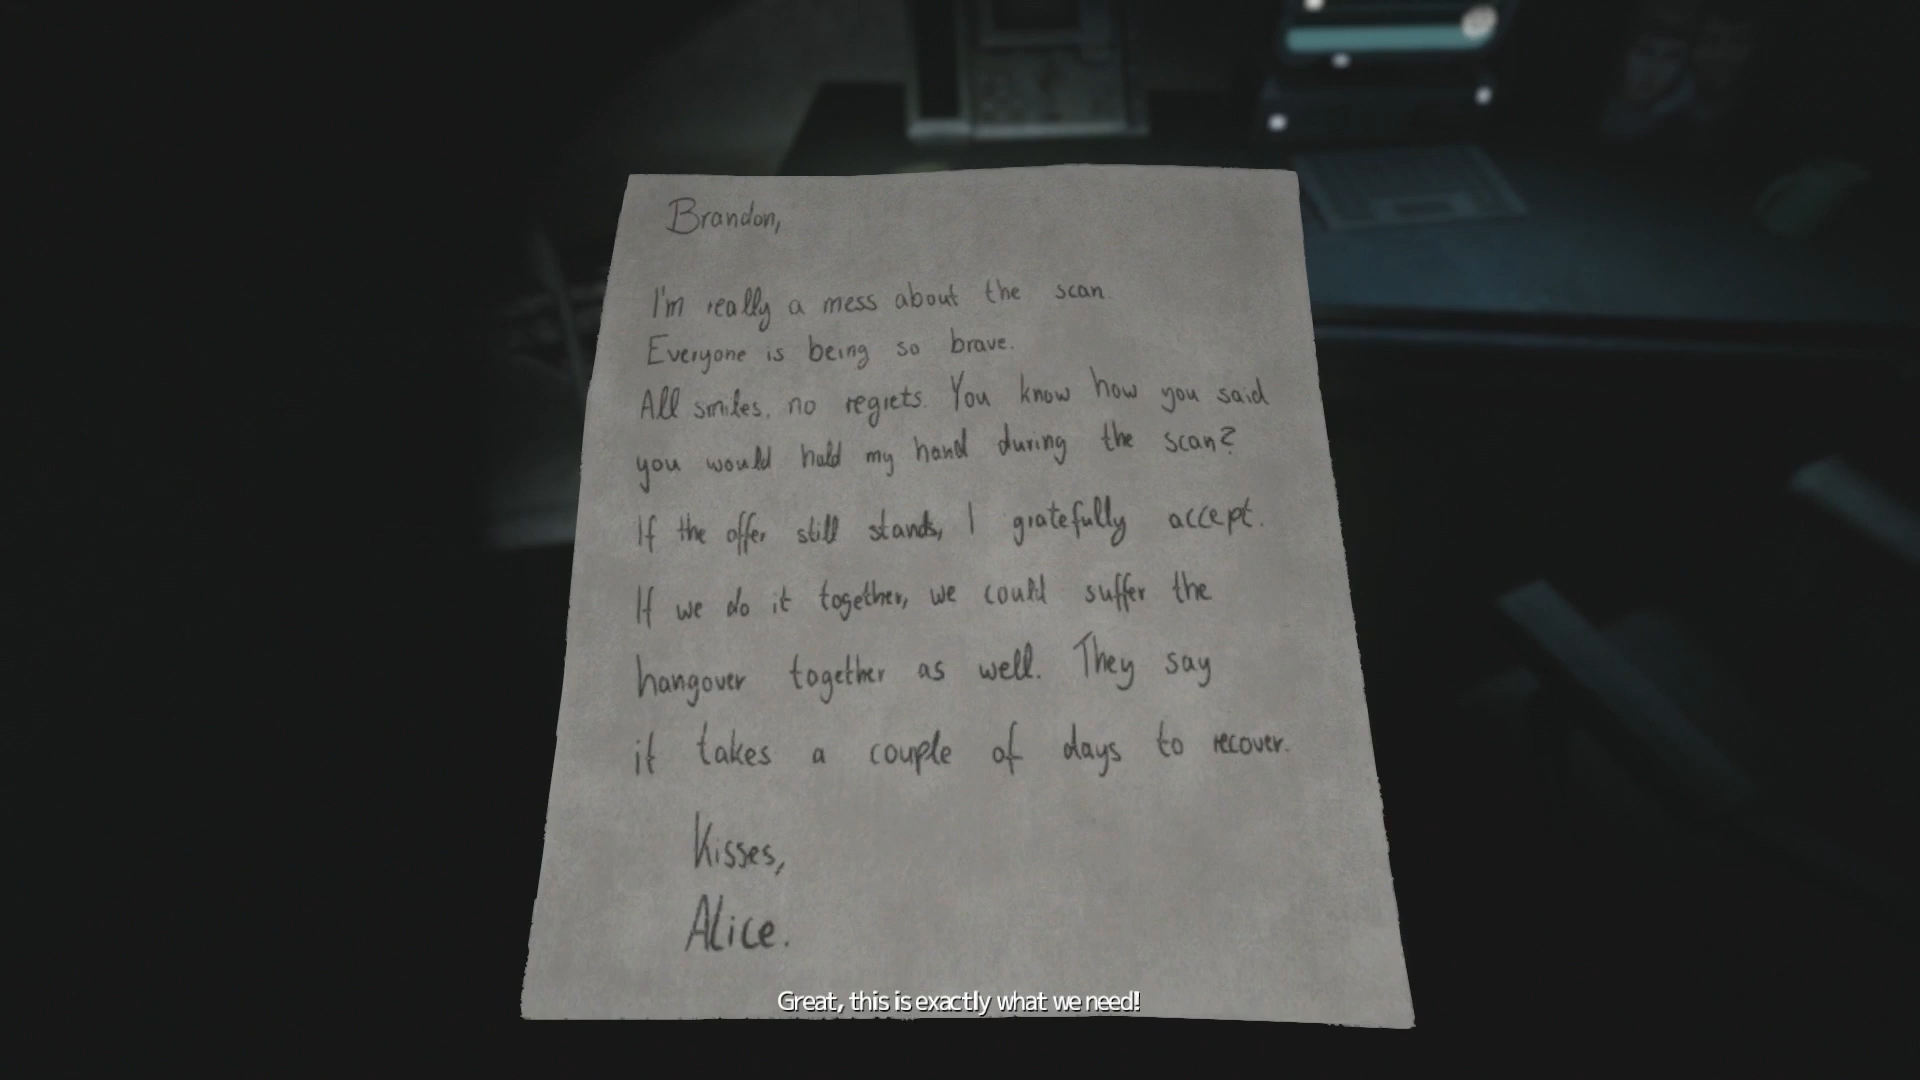 Brandon,
I'm really a mess about the scan.
Everyone is being so brave.
All smiles, no regrets. You know how you said
you would hold my hand during the scan?
If the offer still stands, I gratefully accept.
If we do it together, we could suffer the
hangover together as well. They say
it takes a couple of days to recover.
Kisses,
Alice.
Great, this is exactly what we need!